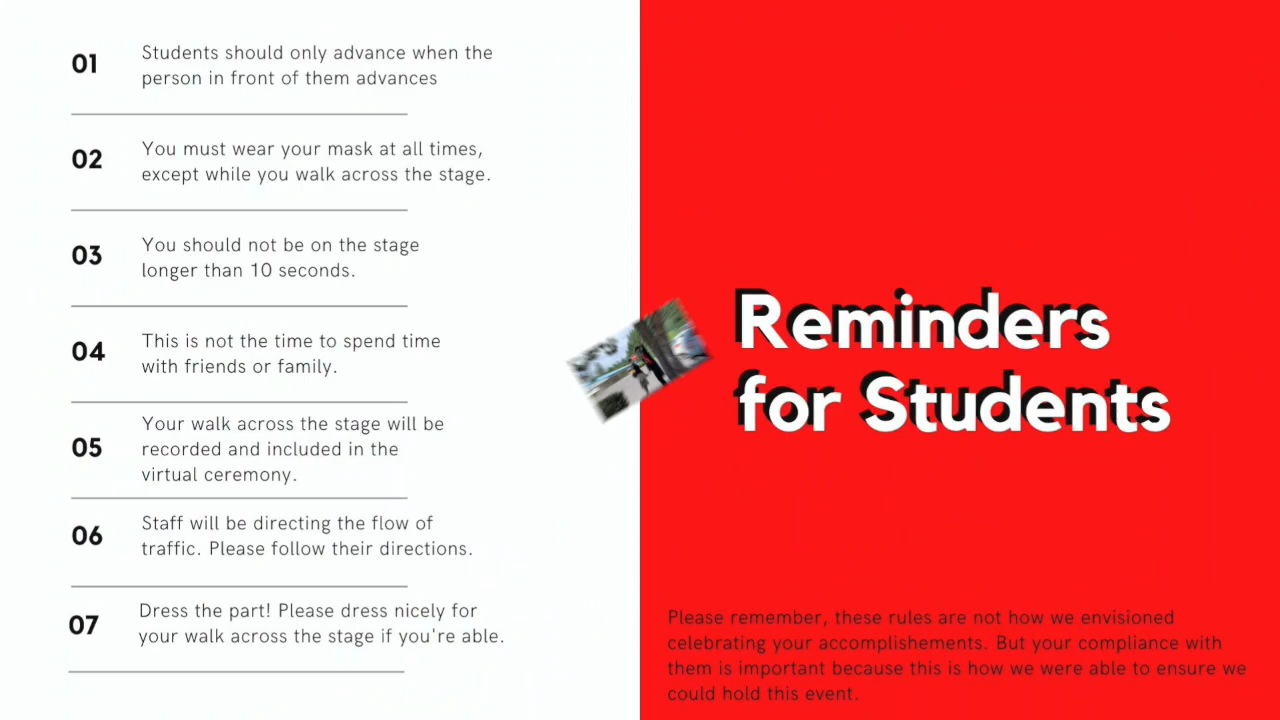 01
Students should only advance when the
person in front of them advances
02
You must wear your mask at all times,
except while you walk across the stage.
03
You should not be on the stage
longer than 10 seconds.
04
This is not the time to spend time
with friends or family.
05
Your walk across the stage will be
recorded and included in the
virtual ceremony.
06
Staff will be directing the flow of
traffic. Please follow their directions.
07
Dress the part! Please dress nicely for
your walk across the stage if you're able.
Reminders
for Students
Please remember, these rules are not how we envisioned
celebrating your accomplishements. But your compliance with
them is important because this is how we were able to ensure we
could hold this event.